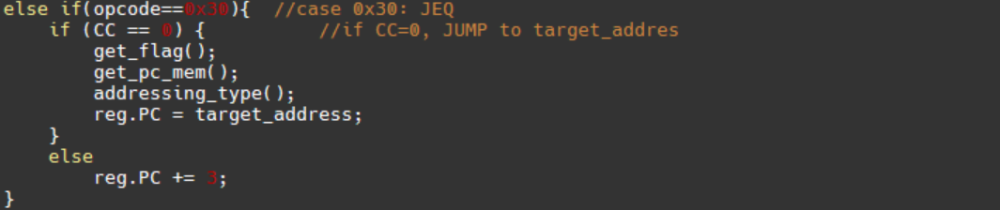 else if(opcode==0x30){  //case 0x30: JEQ
    if (CC == 0) {          //if CC=0, JUMP to target_addres
        get_flag();
        get_pc_mem();
        addressing_type();
        reg.PC = target_address;
    }
    else
        reg.PC += 3;
}